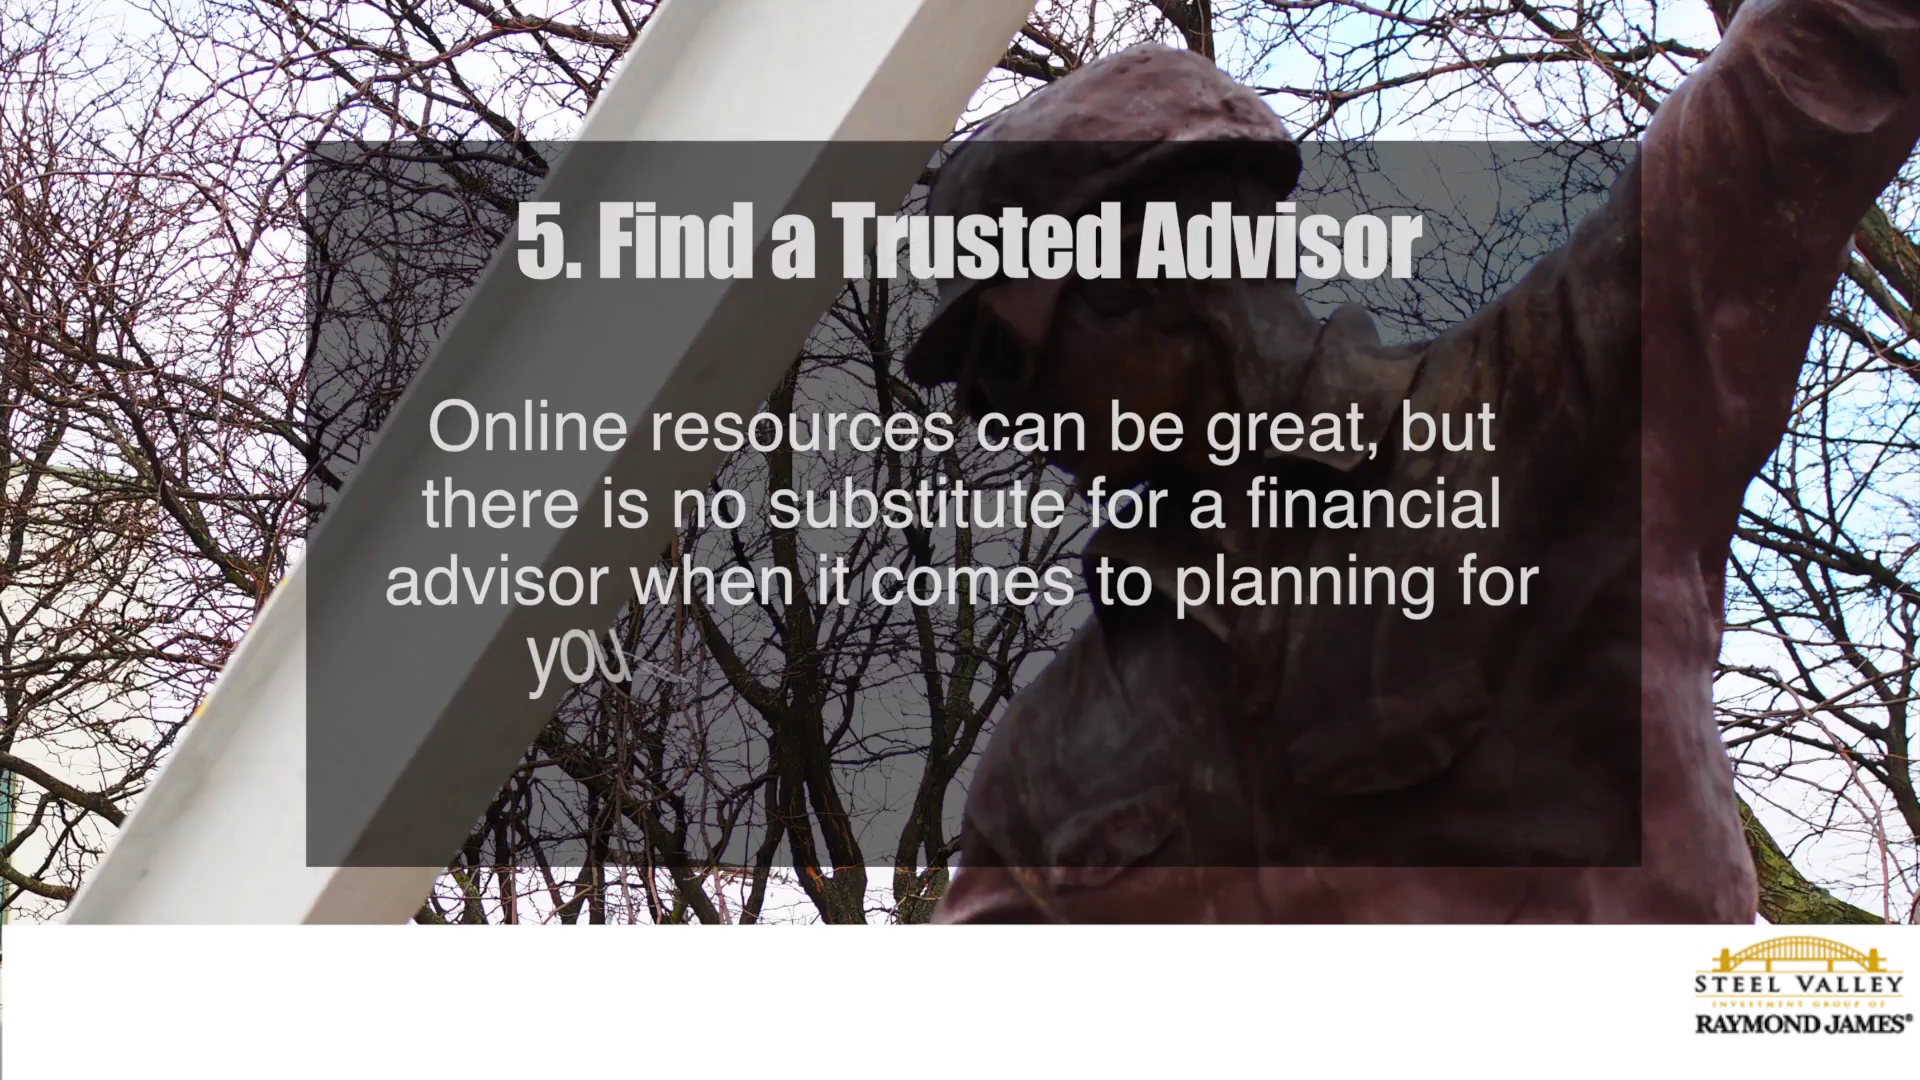 5. Find a Trusted Advisor
Online resources can be great, but
there is no substitute for a financial
advisor when it comes to planning for
you
STEEL VALLEY
INVESTMENT GROUP OF
RAYMOND JAMES®